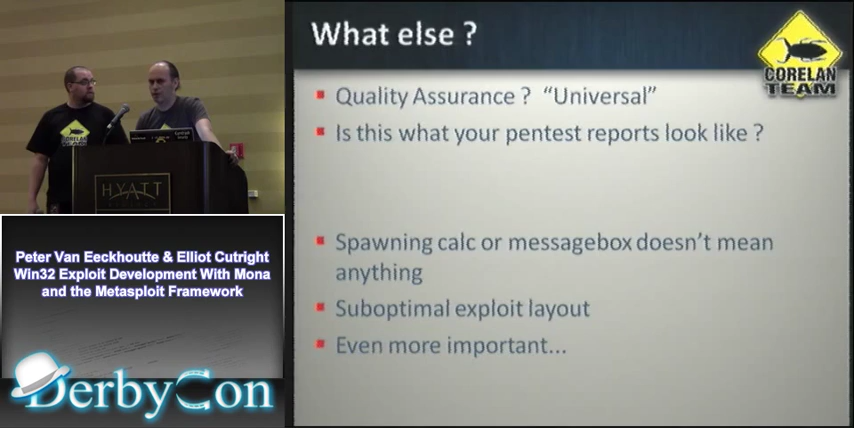 What else ?
CORELAN
TEAM
Quality Assurance ? “Universal”
Is this what your pentest reports look like ?
Spawning calc or messagebox doesn’t mean
anything
Suboptimal exploit layout
Even more important...
HYATT
Peter Van Eeckhoutte & Elliot Cutright
Win32 Exploit Development With Mona
and the Metasploit Framework
DerbyCon